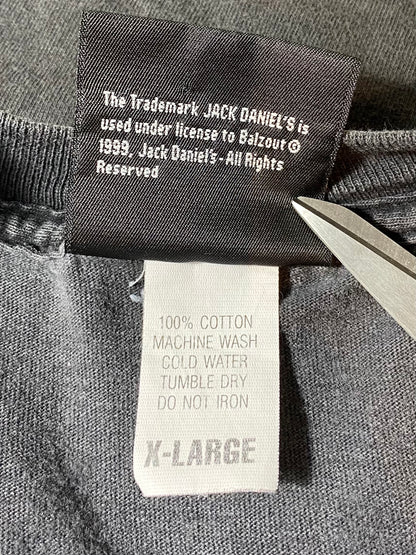 The Trademark JACK DANIEL'S is
used under license to Balzout ©
1999. Jack Daniel's - All Rights
Reserved
100% COTTON
MACHINE WASH
COLD WATER
TUMBLE DRY
DO NOT IRON
X-LARGE